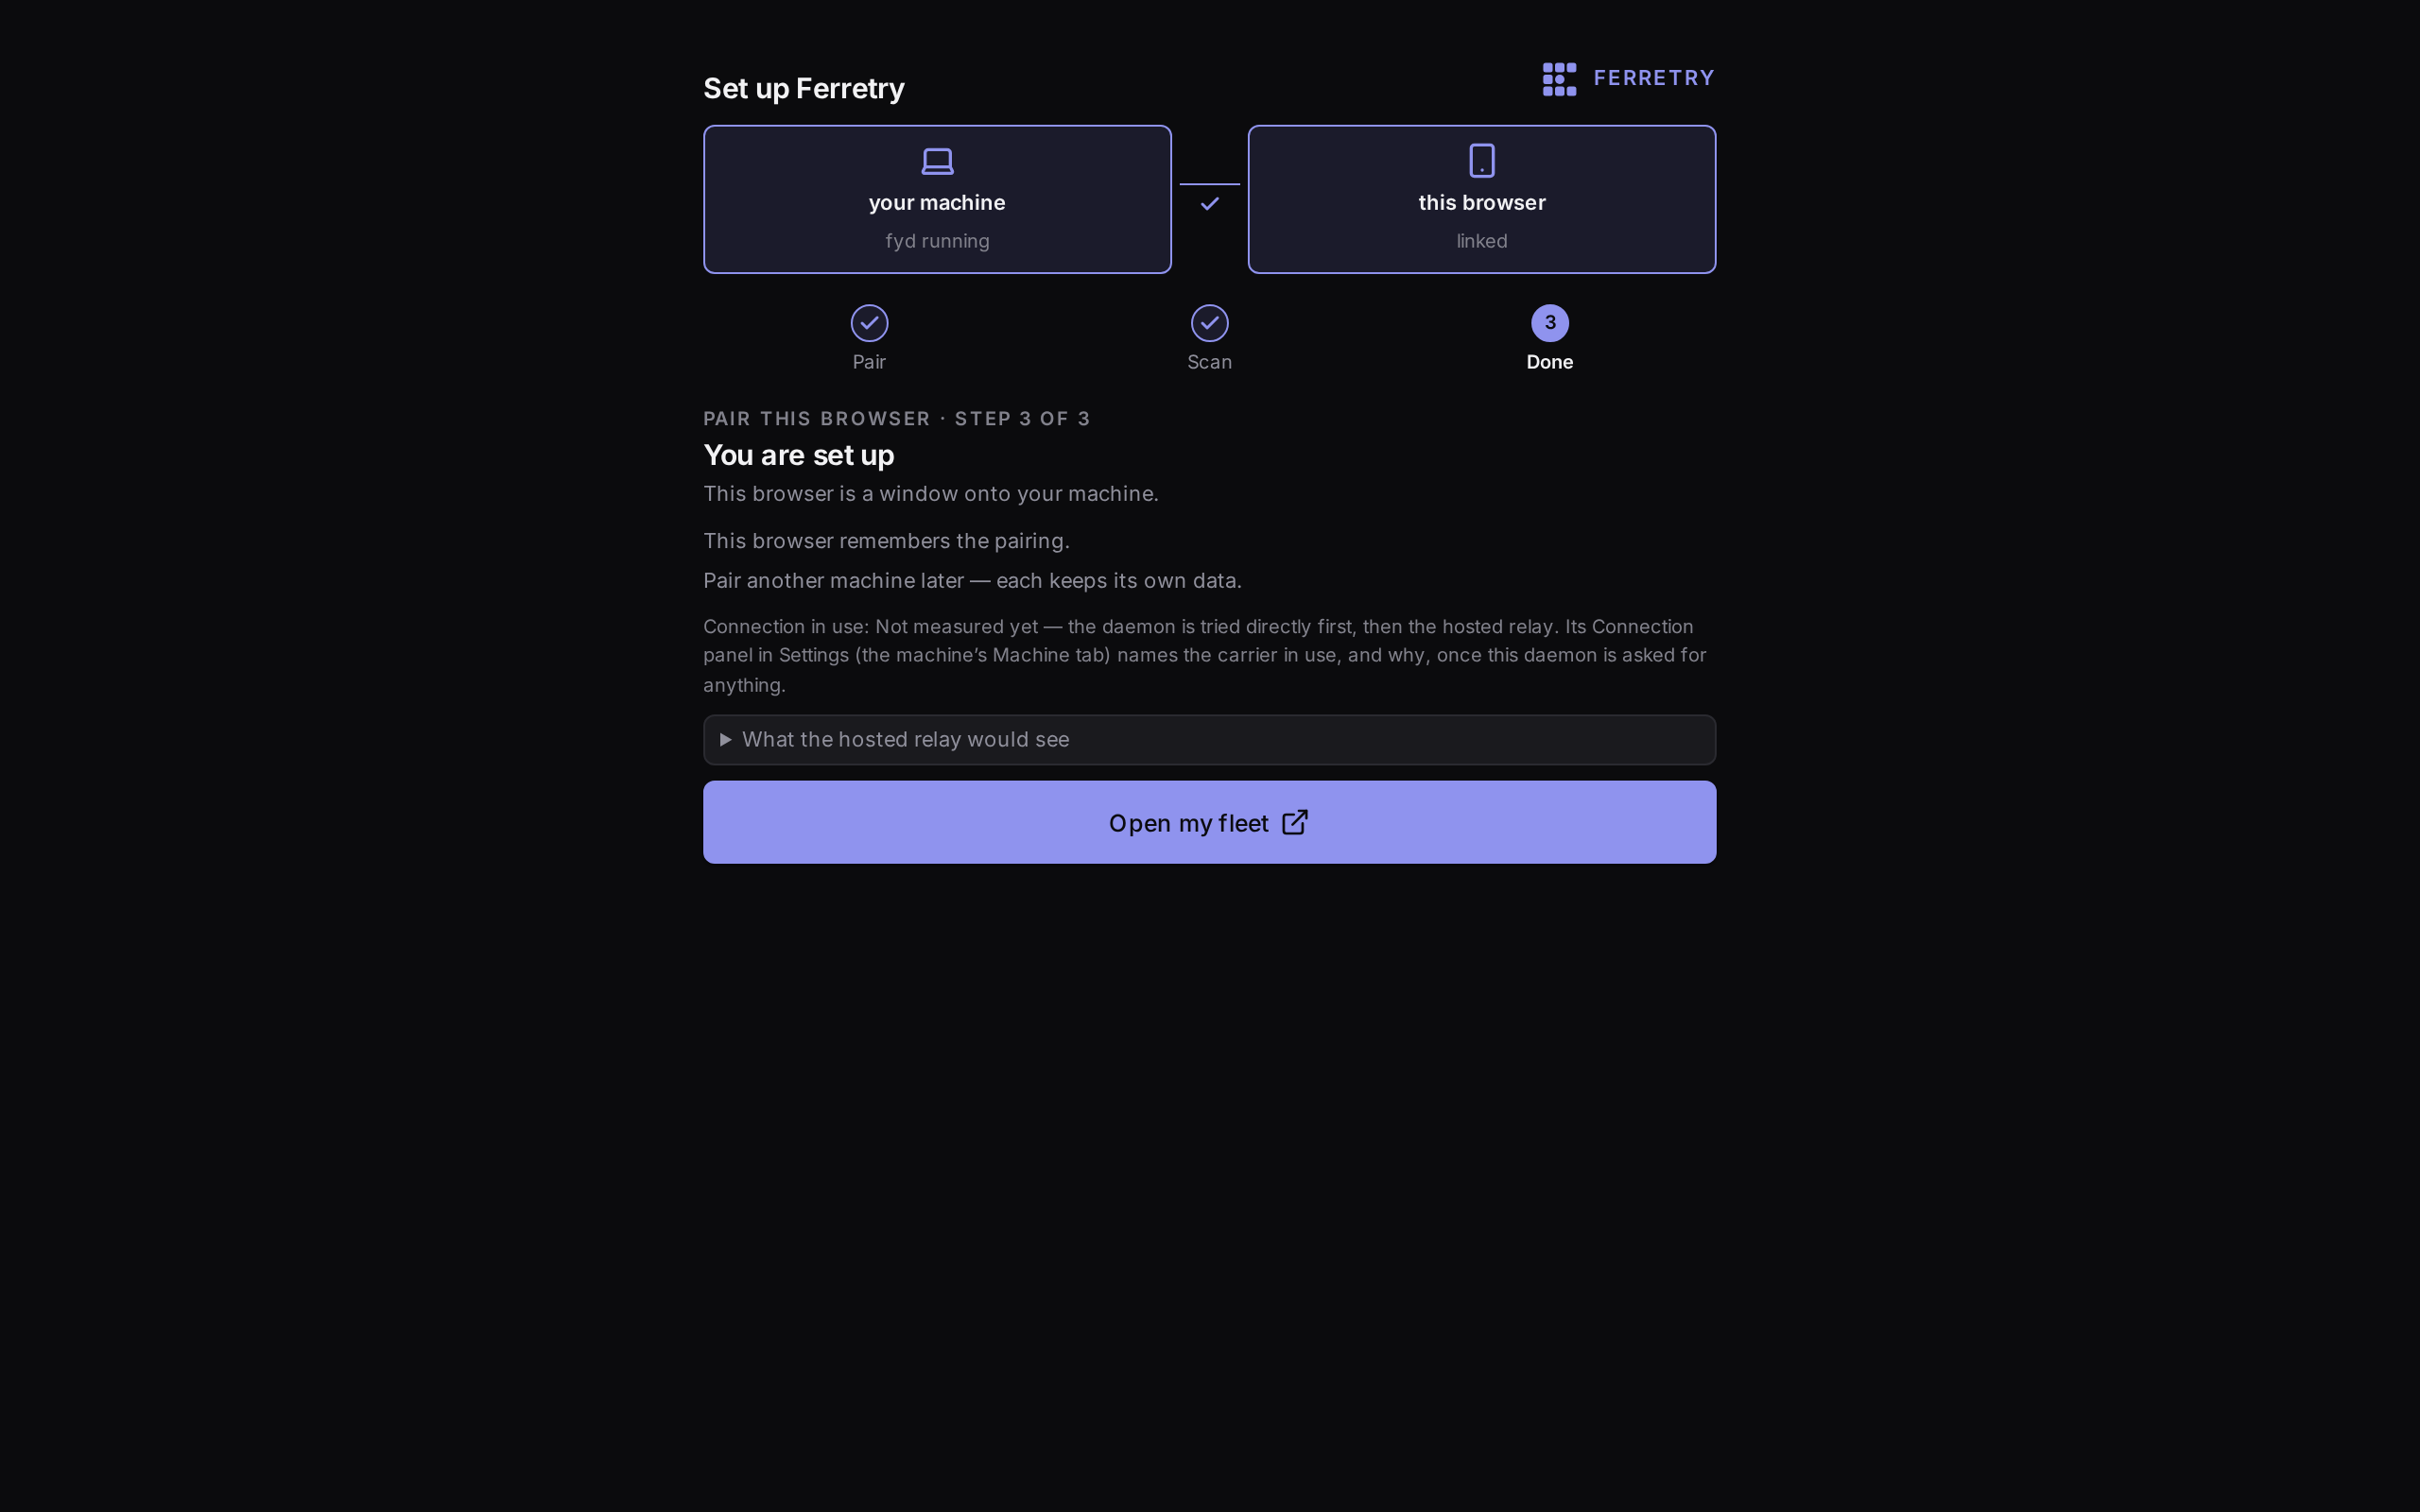 Set up Ferretry
FERRETRY
your machine
fyd running
this browser
linked
Pair
Scan
3
Done
PAIR THIS BROWSER · STEP 3 OF 3
You are set up
This browser is a window onto your machine.
This browser remembers the pairing.
Pair another machine later — each keeps its own data.
Connection in use: Not measured yet — the daemon is tried directly first, then the hosted relay. Its Connection
panel in Settings (the machine’s Machine tab) names the carrier in use, and why, once this daemon is asked for
anything.
What the hosted relay would see
Open my fleet